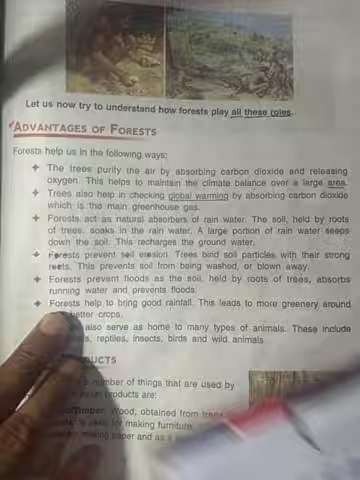 Let us now try to understand how forests play all these roles.
ADVANTAGES OF FORESTS
Forests help us in the following ways:
The trees purify the air by absorbing carbon dioxide and releasing
oxygen. This helps to maintain the climate balance over a large area.
Trees also help in checking global warming by absorbing carbon dioxide
which is the main greenhouse gas.
Forests act as natural absorbers of rain water. The soil, held by roots
of trees, soaks in the rain water. A large portion of rain water seeps
down the soil. This recharges the ground water.
Forests prevent soil erosion. Trees bind soil particles with their strong
roots. This prevents soil from being washed, or blown away.
Forests prevent floods as the soil, held by roots of trees, absorbs
running water and prevents floods.
Forests help to bring good rainfall. This leads to more greenery around
better crops.
also serve as home to many types of animals. These include
reptiles, insects, birds and wild animals
number of things that are used by
products are:
Timber: Wood, obtained from trees
is used for making furniture,
making paper and as a